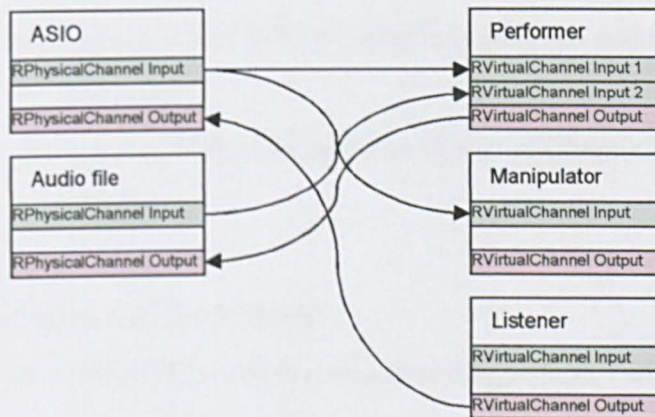 ASIO
RPhysicalChannel Input
RPhysicalChannel Output
Audio file
RPhysicalChannel Input
RPhysicalChannel Output
Performer
RVirtualChannel Input 1
RVirtualChannel Input 2
RVirtualChannel Output
Manipulator
RVirtualChannel Input
RVirtualChannel Output
Listener
RVirtualChannel Input
RVirtualChannel Output